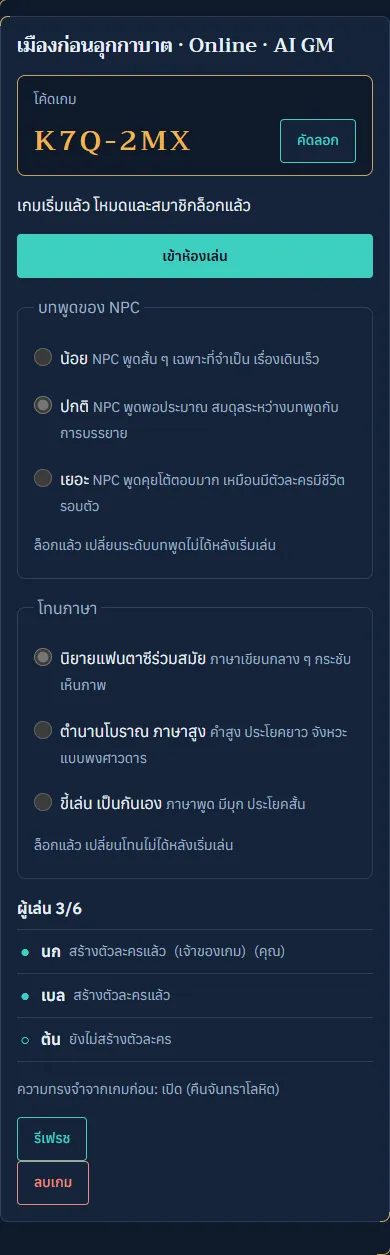 เมืองก่อนอุกกาบาต · Online · AI GM
โค้ดเกม
K7Q-2MX
คัดลอก
เกมเริ่มแล้ว โหมดและสมาชิกล็อกแล้ว
เข้าห้องเล่น
บทพูดของ NPC
น้อย NPC พูดสั้น ๆ เฉพาะที่จำเป็น เรื่องเดินเร็ว
ปกติ NPC พูดพอประมาณ สมดุลระหว่างบทพูดกับ
การบรรยาย
เยอะ NPC พูดคุยโต้ตอบมาก เหมือนมีตัวละครมีชีวิต
รอบตัว
ล็อกแล้ว เปลี่ยนระดับบทพูดไม่ได้หลังเริ่มเล่น
โทนภาษา
นิยายแฟนตาซีร่วมสมัย ภาษาเขียนกลาง ๆ กระชับ
เห็นภาพ
ตำนานโบราณ ภาษาสูง คำสูง ประโยคยาว จังหวะ
แบบพงศาวดาร
ขี้เล่น เป็นกันเอง ภาษาพูด มีมุก ประโยคสั้น
ล็อกแล้ว เปลี่ยนโทนไม่ได้หลังเริ่มเล่น
ผู้เล่น 3/6
นก สร้างตัวละครแล้ว (เจ้าของเกม) (คุณ)
เบล สร้างตัวละครแล้ว
ต้น ยังไม่สร้างตัวละคร
ความทรงจำจากเกมก่อน: เปิด (คืนจันทราโลหิต)
รีเฟรช
ลบเกม